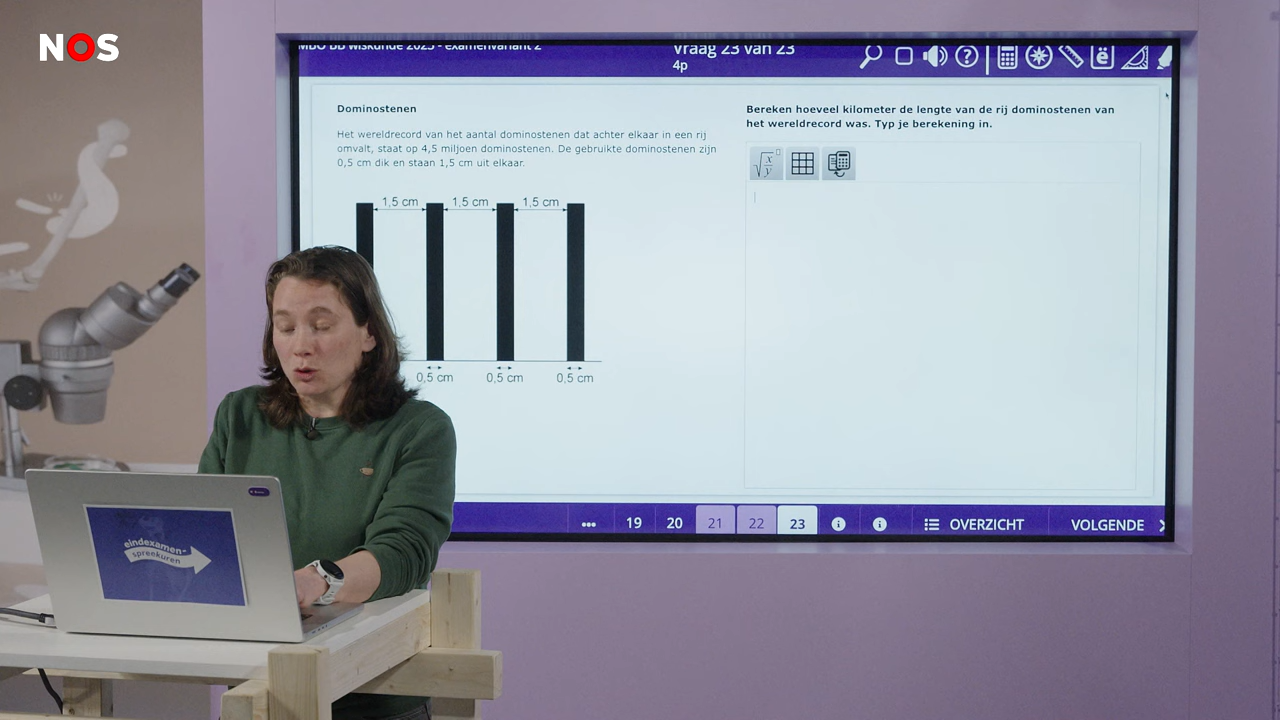 NOS
VMBO BB wiskunde 2023 - examenvariant 2
Vraag 23 van 23
4p
Dominostenen
Het wereldrecord van het aantal dominostenen dat achter elkaar in een rij
omvalt, staat op 4,5 miljoen dominostenen. De gebruikte dominostenen zijn
0,5 cm dik en staan 1,5 cm uit elkaar.
1,5 cm 1,5 cm 1,5 cm
0,5 cm 0,5 cm 0,5 cm
Bereken hoeveel kilometer de lengte van de rij dominostenen van
het wereldrecord was. Typ je berekening in.
••• 19 20 21 22 23 OVERZICHT VOLGENDE
eindexamen-
spreekuren